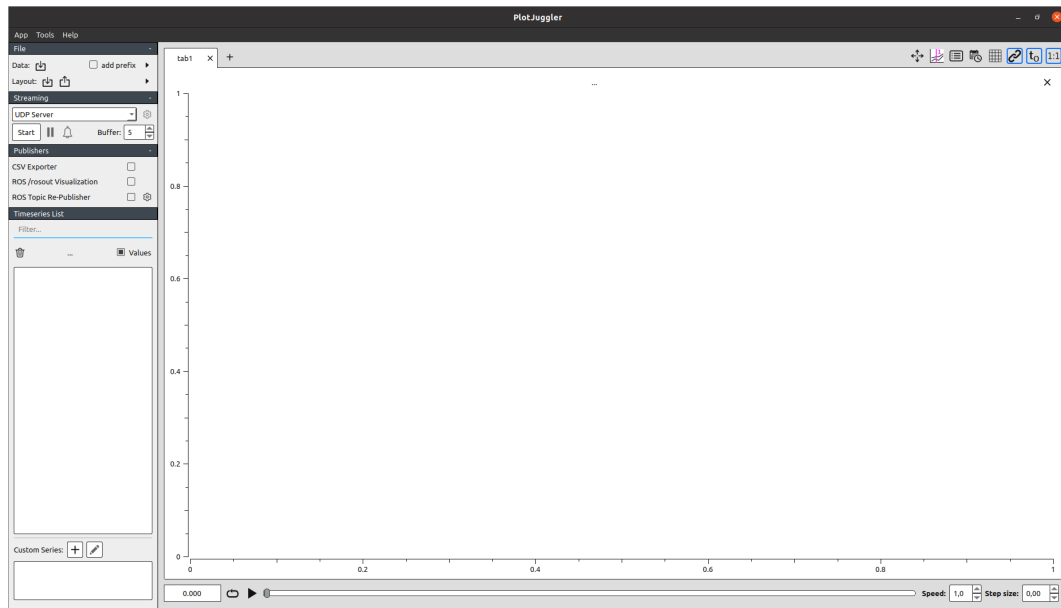 PlotJuggler
App Tools Help
File -
Data: add prefix
Layout:
Streaming -
UDP Server
Start Buffer: 5
Publishers -
CSV Exporter
ROS /rosout Visualization
ROS Topic Re-Publisher
Timeseries List
Filter...
... Values
Custom Series:
tab1
t0 1:1
...
1
0.8
0.6
0.4
0.2
0
0 0.2 0.4 0.6 0.8 1
0.000 Speed: 1,0 Step size: 0,00